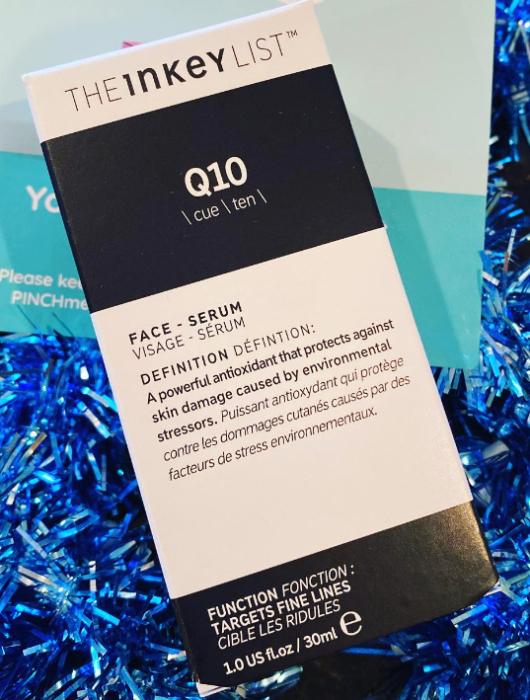 THE INKEY LIST™
Q10
\ cue \ ten \
FACE - SERUM
VISAGE - SÉRUM
DEFINITION DÉFINTION:
A powerful antioxidant that protects against
skin damage caused by environmental
stressors. Puissant antioxydant qui protège
contre les dommages cutanés causés par des
facteurs de stress environnementaux.
FUNCTION FONCTION :
TARGETS FINE LINES
CIBLE LES RIDULES
1.0 US fl.oz / 30ml ℮
Please
PINCHme